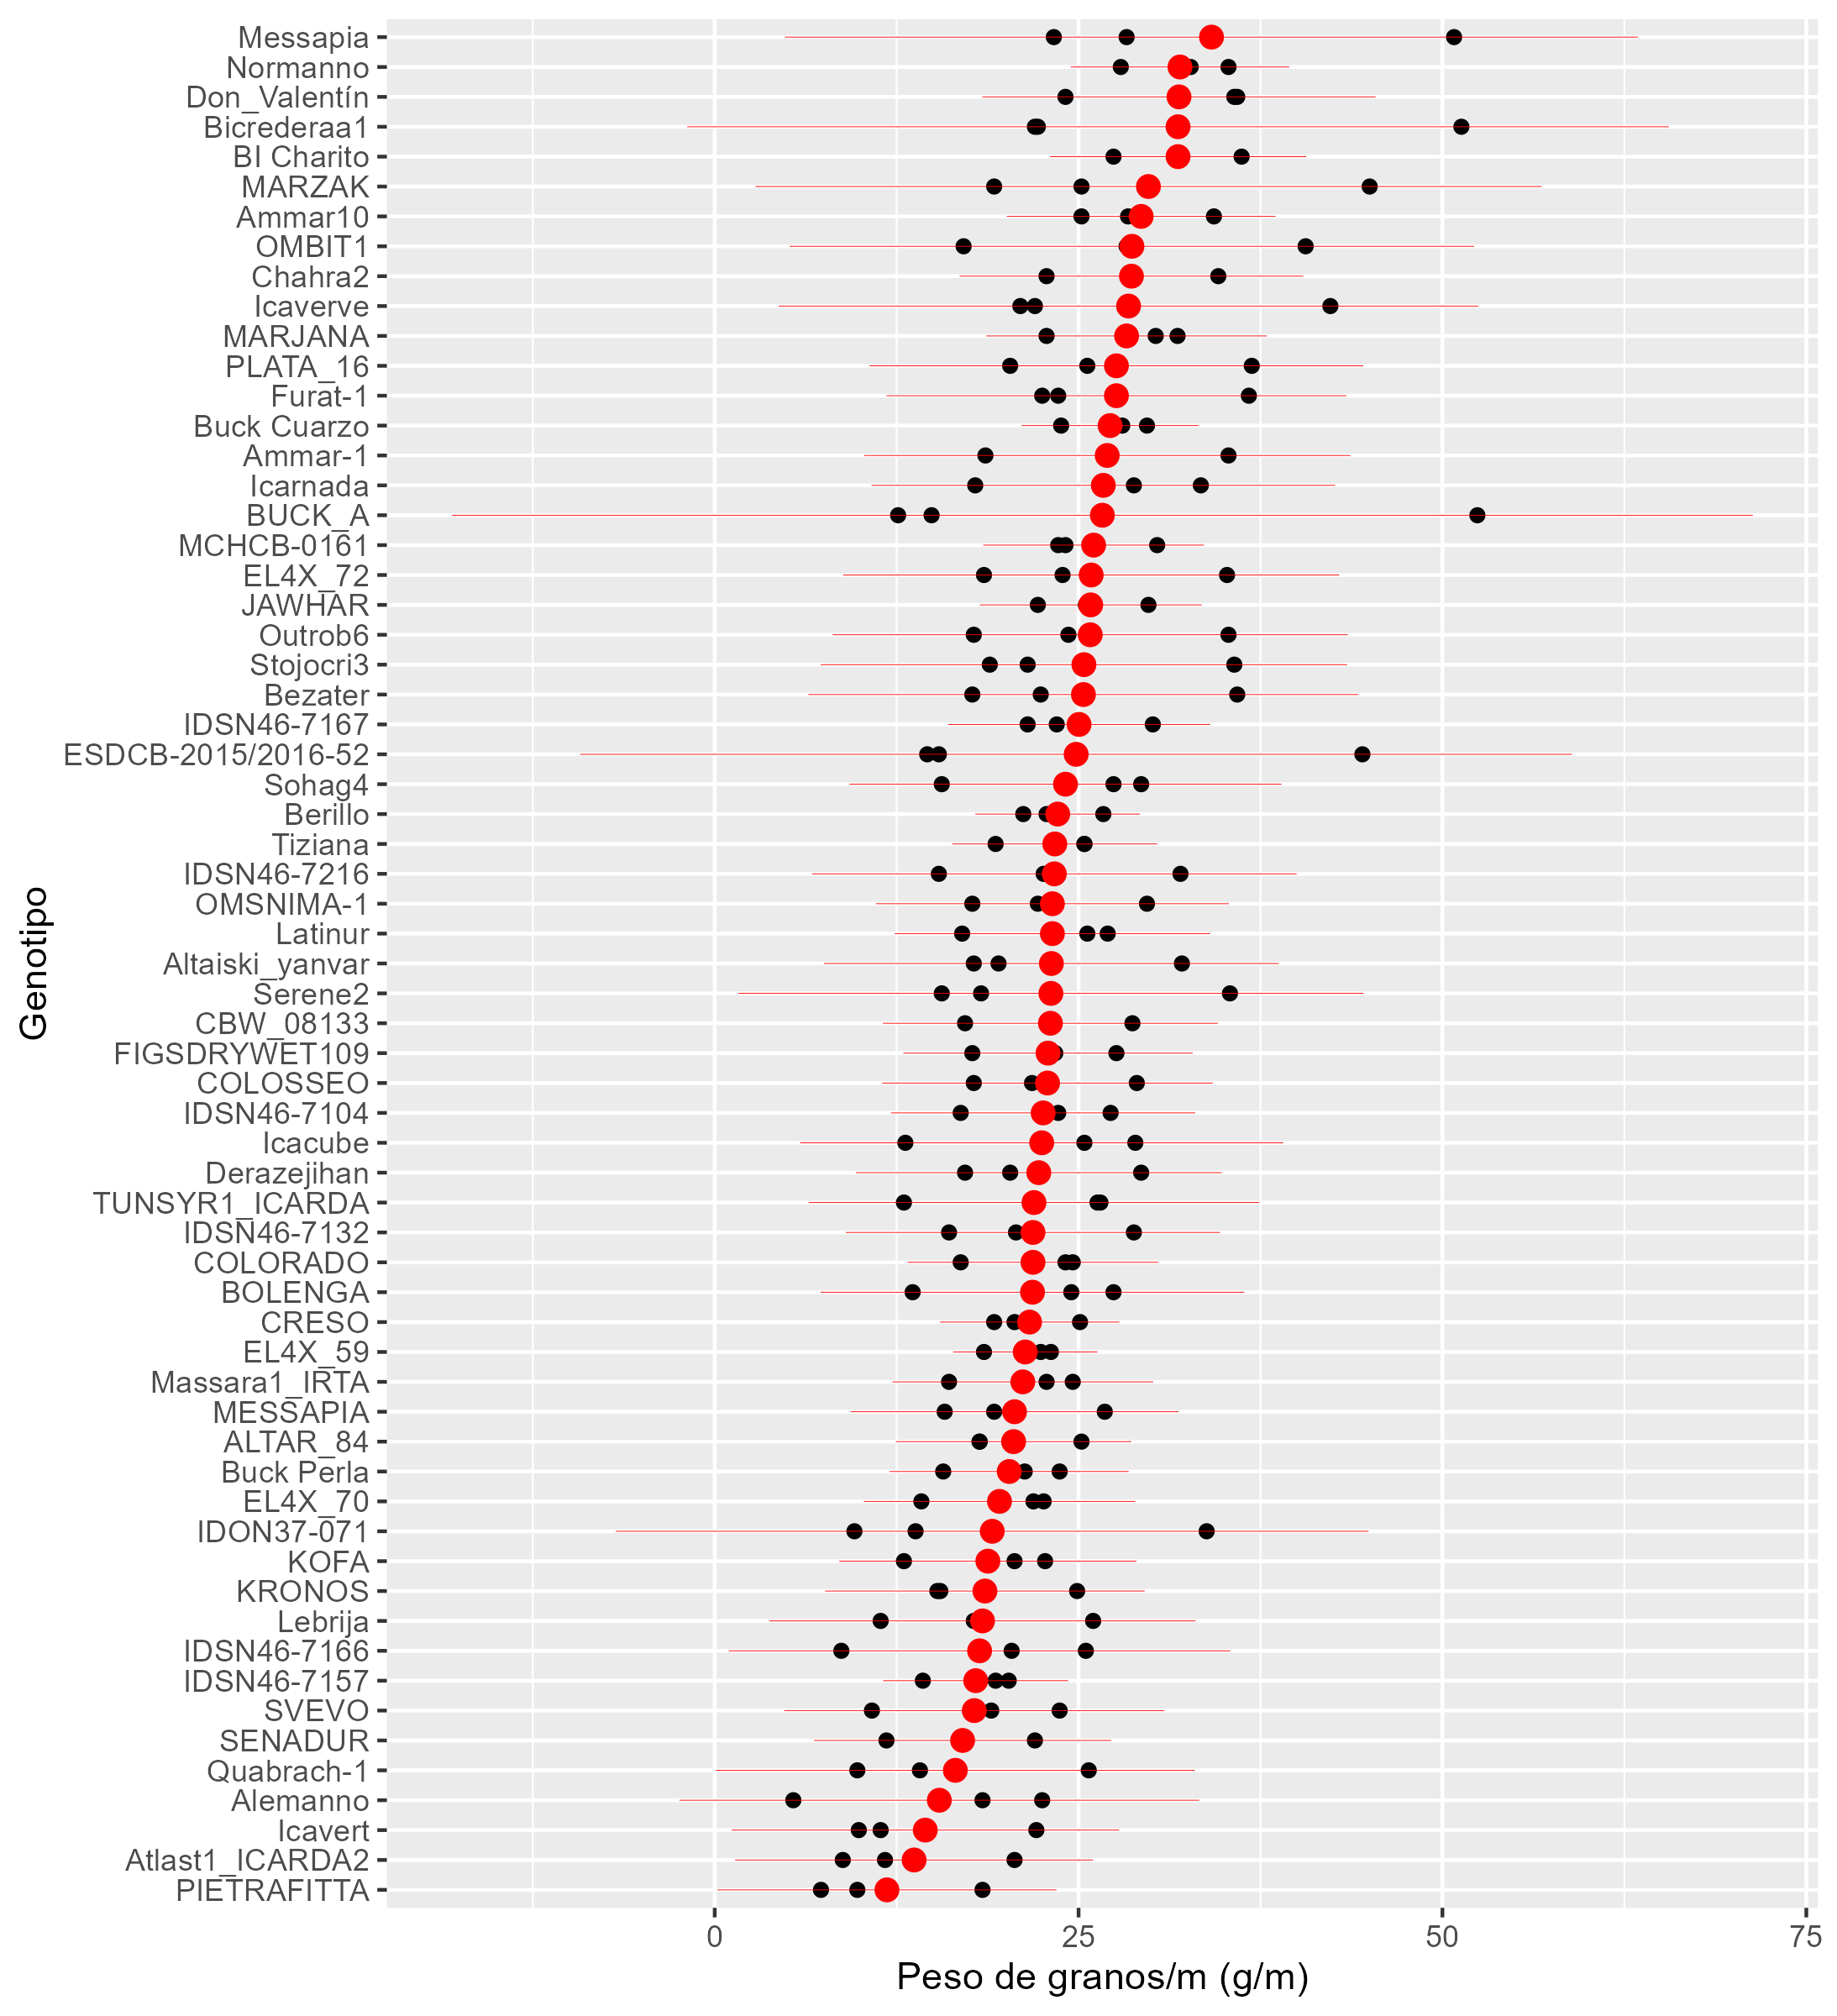 Messapia
Normanno
Don_Valentín
Bicrederaa1
BI Charito
MARZAK
Ammar10
OMBIT1
Chahra2
Icaverve
MARJANA
PLATA_16
Furat-1
Buck Cuarzo
Ammar-1
Icarnada
BUCK_A
MCHCB-0161
EL4X_72
JAWHAR
Outrob6
Stojocri3
Bezater
IDSN46-7167
ESDCB-2015/2016-52
Sohag4
Berillo
Tiziana
IDSN46-7216
OMSNIMA-1
Latinur
Altaiski_yanvar
Serene2
CBW_08133
FIGSDRYWET109
COLOSSEO
IDSN46-7104
Icacube
Derazejihan
TUNSYR1_ICARDA
IDSN46-7132
COLORADO
BOLENGA
CRESO
EL4X_59
Massara1_IRTA
MESSAPIA
ALTAR_84
Buck Perla
EL4X_70
IDON37-071
KOFA
KRONOS
Lebrija
IDSN46-7166
IDSN46-7157
SVEVO
SENADUR
Quabrach-1
Alemanno
Icavert
Atlast1_ICARDA2
PIETRAFITTA
Genotipo
0 25 50 75
Peso de granos/m (g/m)